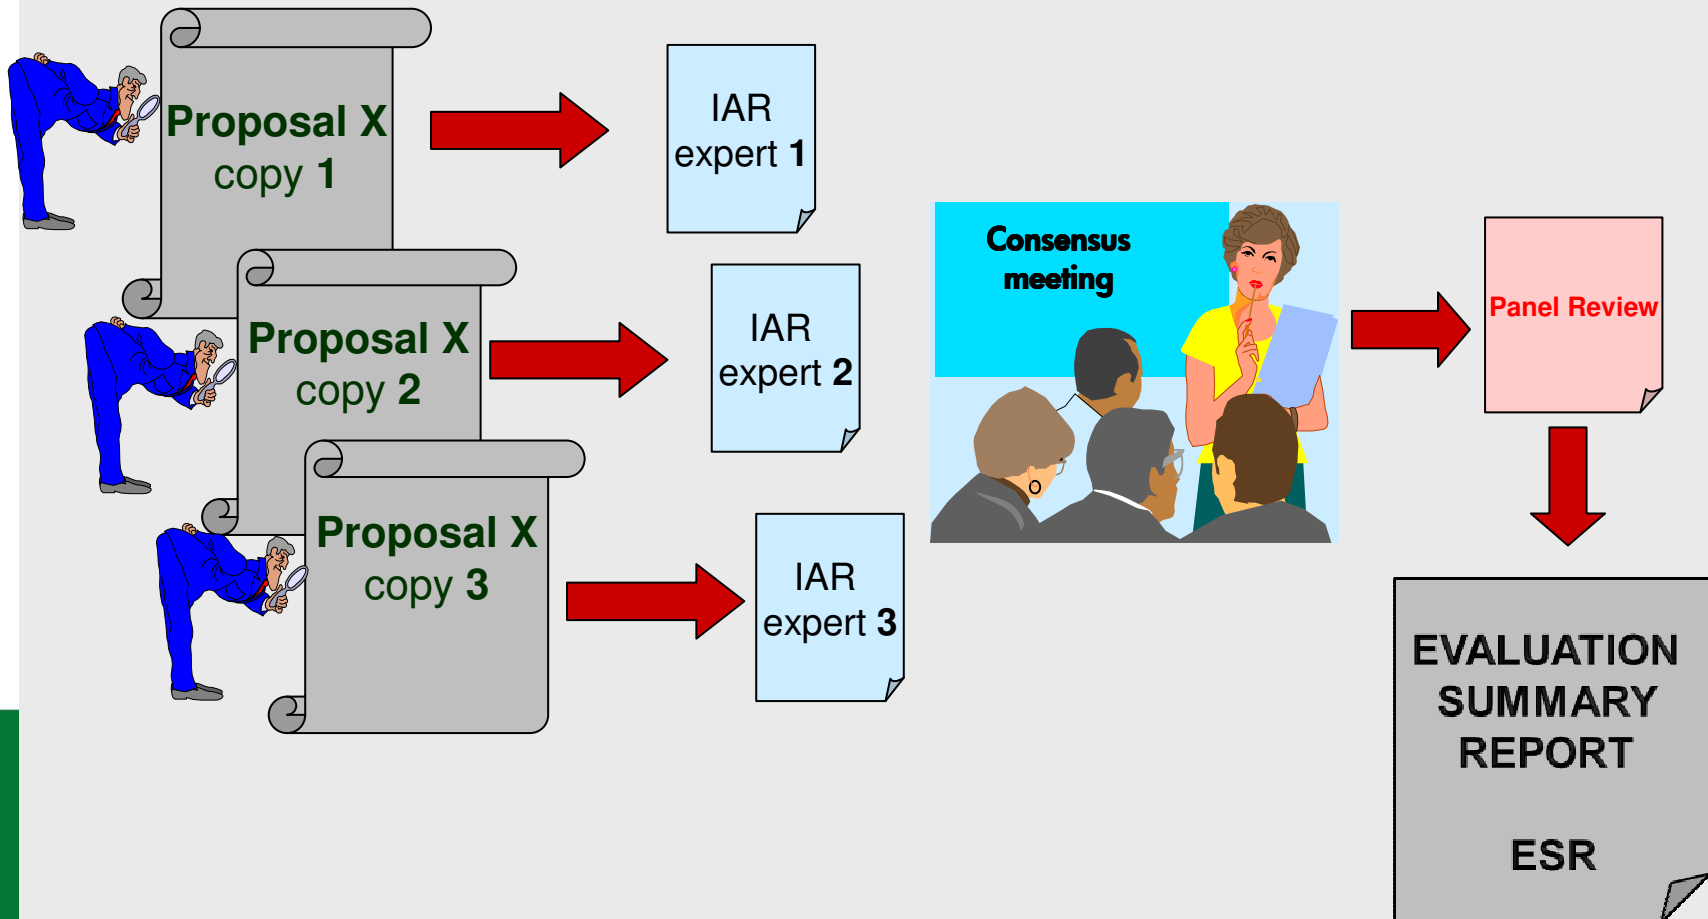 Proposal X
copy 1
IAR
expert 1
Proposal X
copy 2
IAR
expert 2
Proposal X
copy 3
IAR
expert 3
Consensus
meeting
Panel Review
EVALUATION
SUMMARY
REPORT
ESR